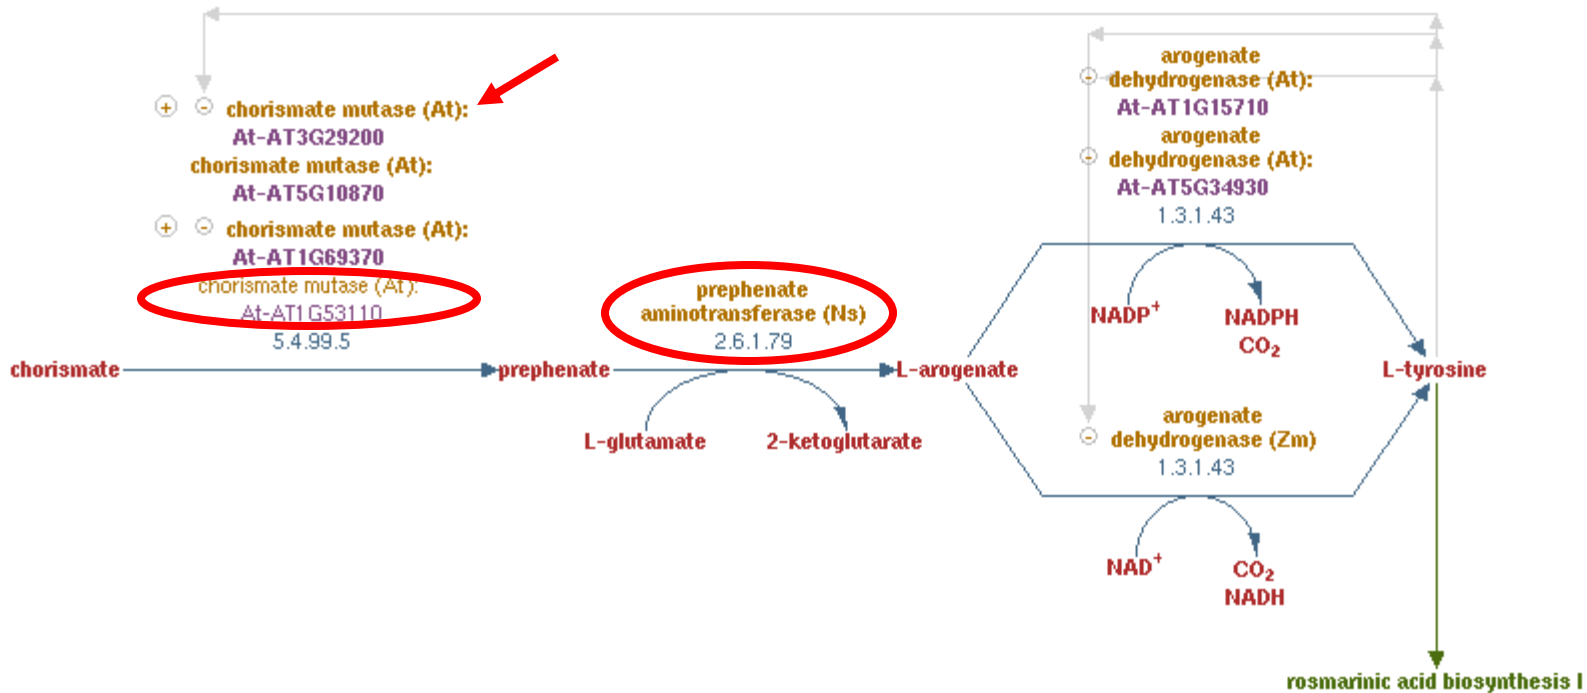 chorismate mutase (At):
At-AT3G29200
chorismate mutase (At):
At-AT5G10870
chorismate mutase (At):
At-AT1G69370
chorismate mutase (At):
At-AT1G53110
5.4.99.5
chorismate
prephenate
prephenate
aminotransferase (Ns)
2.6.1.79
L-glutamate
2-ketoglutarate
L-arogenate
arogenate
dehydrogenase (At):
At-AT1G15710
arogenate
dehydrogenase (At):
At-AT5G34930
1.3.1.43
NADP+
NADPH
CO2
L-tyrosine
arogenate
dehydrogenase (Zm)
1.3.1.43
NAD+
CO2
NADH
rosmarinic acid biosynthesis I